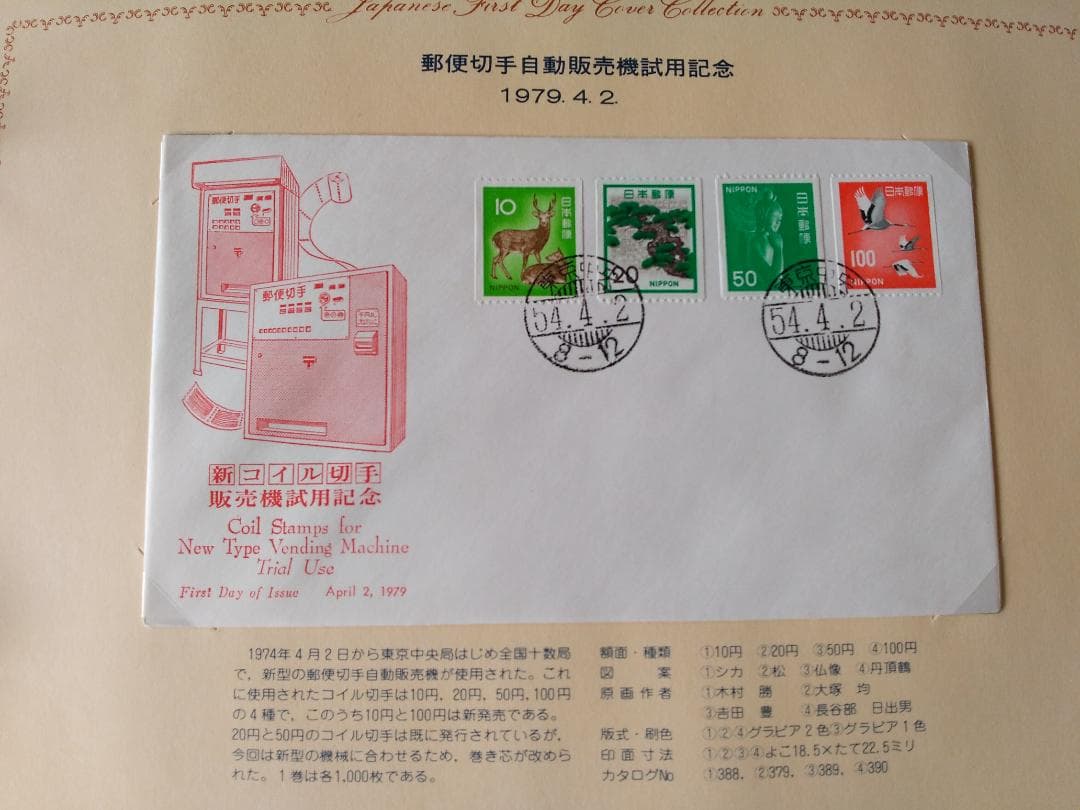 Japanese First Day Cover Collection
郵便切手自動販売機試用記念
1979. 4. 2.
郵便切手
郵便切手
10
日本郵便
NIPPON
日本郵便
20
NIPPON
NIPPON
日本郵便
50
日本郵便
100
NIPPON
東京中央
54.4.2
8-12
東京中央
54.4.2
8-12
新コイル切手
販売機試用記念
Coil Stamps for
New Type Vending Machine
Trial Use
First Day of Issue April 2, 1979
1974年4月2日から東京中央局はじめ全国十数局
で，新型の郵便切手自動販売機が使用された。これ
に使用されたコイル切手は10円，20円，50円，100円
の4種で，このうち10円と100円は新発売である。
20円と50円のコイル切手は既に発行されているが，
今回は新型の機械に合わせるため，巻き芯が改めら
れた。1巻は各1,000枚である。
額面・種類 ①10円 ②20円 ③50円 ④100円
図案 ①シカ ②松 ③仏像 ④丹頂鶴
原画作者 ①木村 勝 ②大塚 均
③吉田 豊 ④長谷部 日出男
版式・刷色 ①②④グラビア2色③グラビア1色
印面寸法 ①②③④よこ18.5×たて22.5ミリ
カタログNo ①388，②379，③389，④390